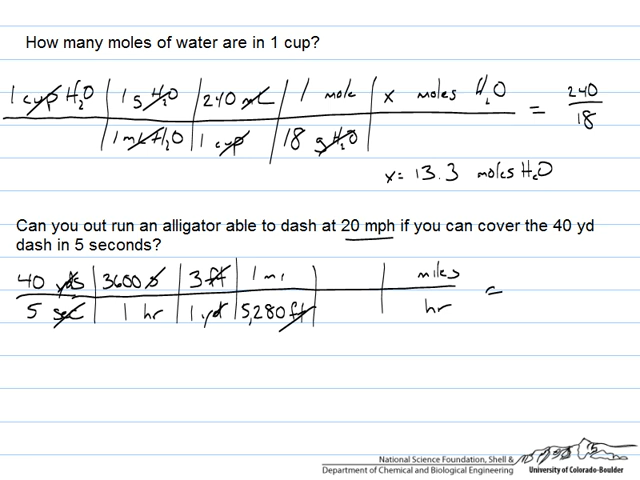 How many moles of water are in 1 cup?
1 cup H₂O | 1 g H₂O | 240 mL | 1 mole | x moles H₂O = 240
1 mL H₂O | 1 cup | 18 g H₂O | 18
x = 13.3 moles H₂O
Can you out run an alligator able to dash at 20 mph if you can cover the 40 yd
dash in 5 seconds?
40 yds | 3600 s | 3 ft | 1 mi | miles =
5 sec | 1 hr | 1 yd | 5,280 ft | hr
National Science Foundation, Shell &
Department of Chemical and Biological Engineering
University of Colorado-Boulder